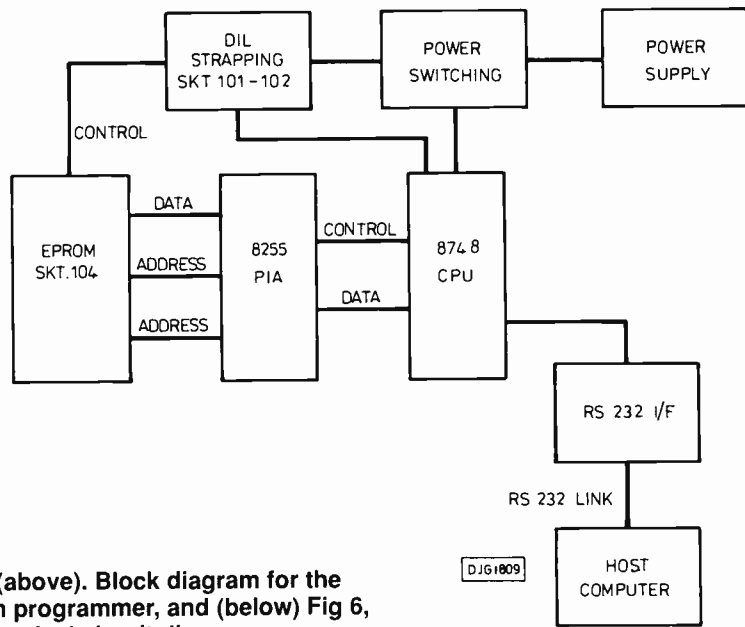 DIL
STRAPPING
SKT 101-102
POWER
SWITCHING
POWER
SUPPLY
CONTROL
EPROM
SKT.104
DATA
ADDRESS
ADDRESS
8255
PIA
CONTROL
DATA
8748
CPU
RS 232 I/F
RS 232 LINK
HOST
COMPUTER
DJG1809
(above). Block diagram for the
programmer, and (below) Fig 6,